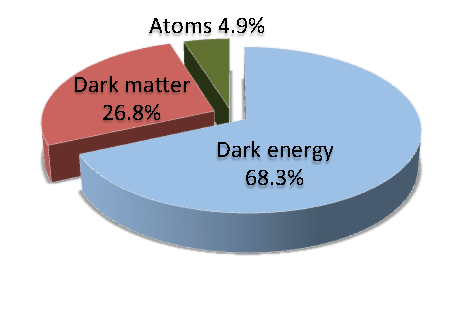 Atoms 4.9%
Dark matter
26.8%
Dark energy
68.3%